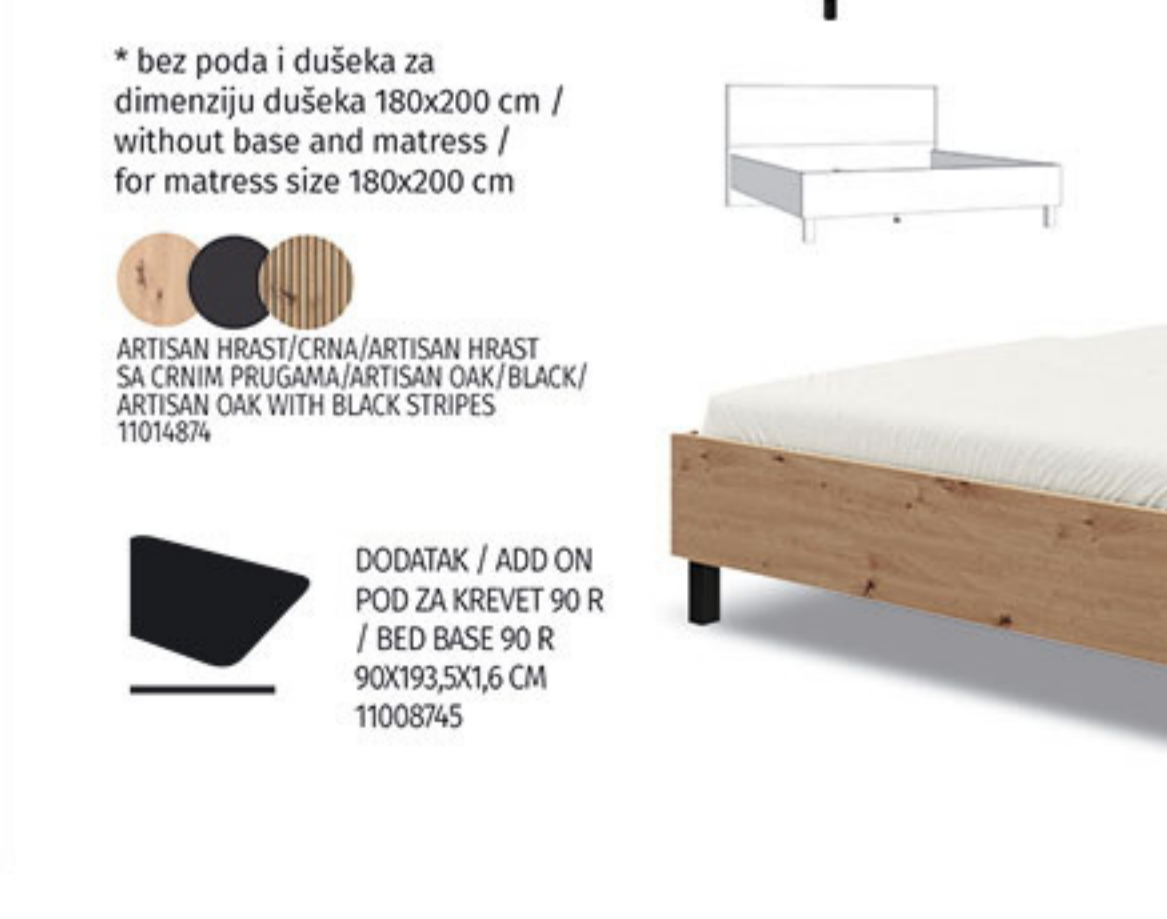 * bez poda i dušeka za
dimenziju dušeka 180x200 cm /
without base and matress /
for matress size 180x200 cm
ARTISAN HRAST/CRNA/ARTISAN HRAST
SA CRNIM PRUGAMA/ARTISAN OAK/BLACK/
ARTISAN OAK WITH BLACK STRIPES
11014874
DODATAK / ADD ON
POD ZA KREVET 90 R
/ BED BASE 90 R
90X193,5X1,6 CM
11008745